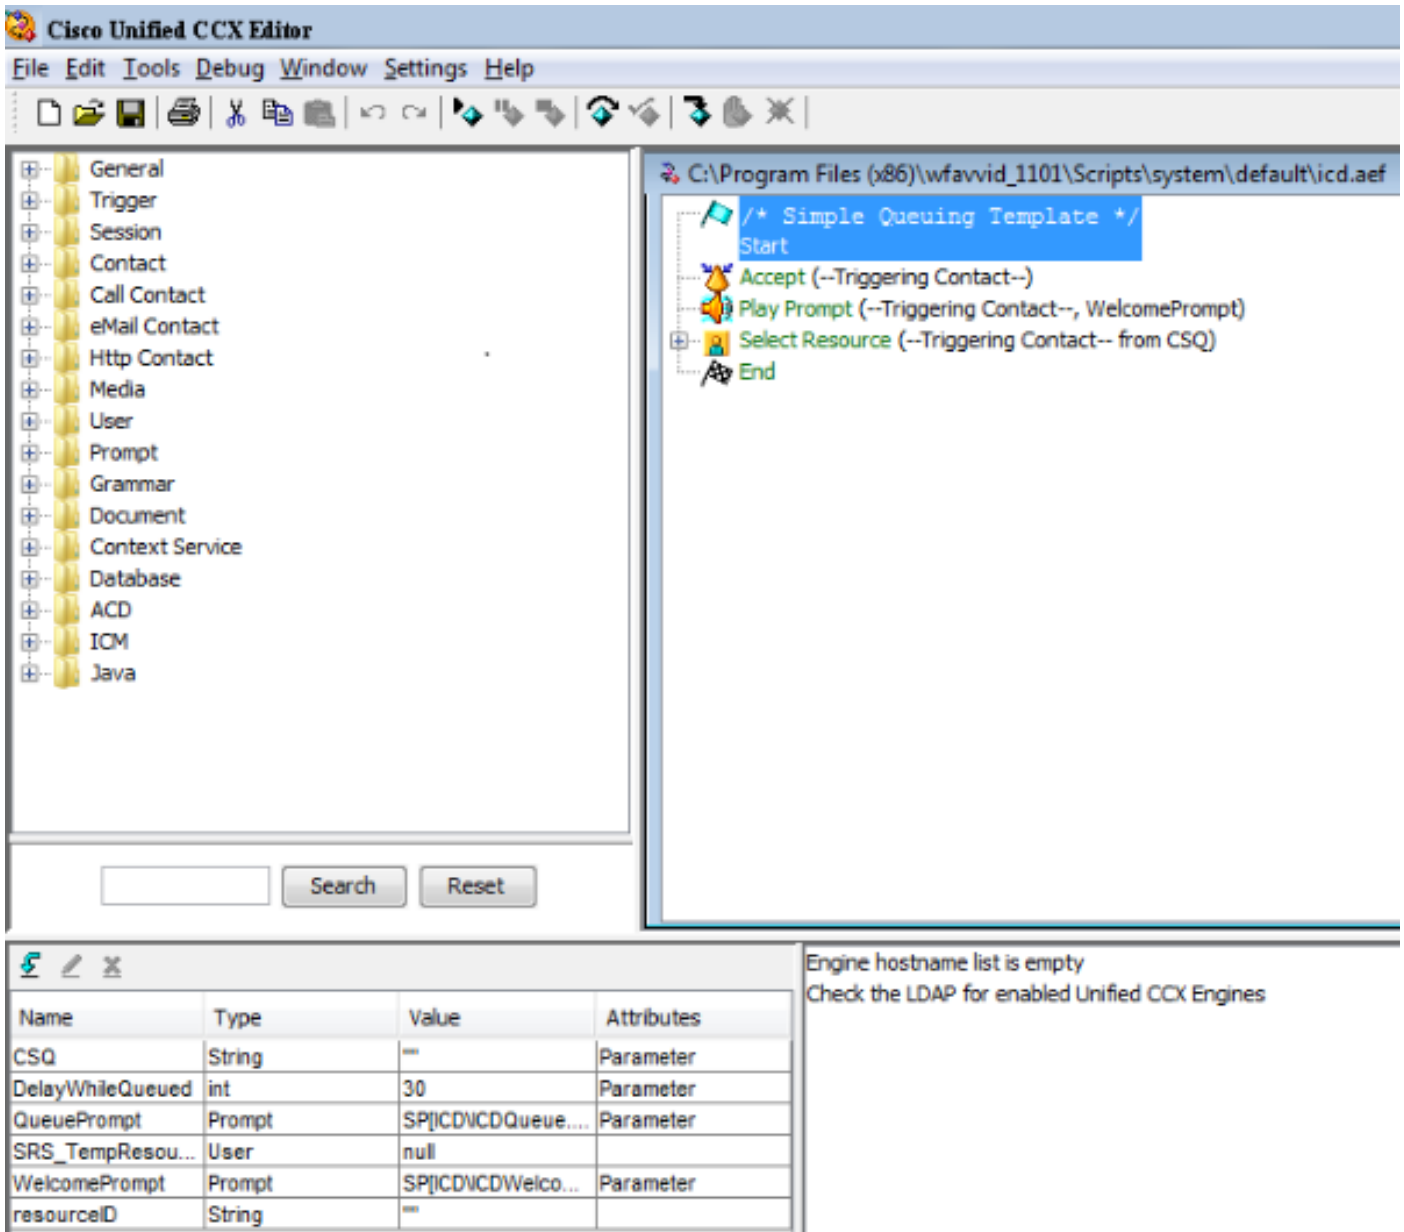 Cisco Unified CCX Editor
File Edit Tools Debug Window Settings Help
General
Trigger
Session
Contact
Call Contact
eMail Contact
Http Contact
Media
User
Prompt
Grammar
Document
Context Service
Database
ACD
ICM
Java
Search Reset
C:\Program Files (x86)\wfavvid_1101\Scripts\system\default\icd.aef
/* Simple Queuing Template */
Start
Accept (--Triggering Contact--)
Play Prompt (--Triggering Contact--, WelcomePrompt)
Select Resource (--Triggering Contact-- from CSQ)
End
Name Type Value Attributes
CSQ String "" Parameter
DelayWhileQueued int 30 Parameter
QueuePrompt Prompt SP[ICD\ICDQueue.... Parameter
SRS_TempResou... User null
WelcomePrompt Prompt SP[ICD\ICDWelco... Parameter
resourceID String ""
Engine hostname list is empty
Check the LDAP for enabled Unified CCX Engines